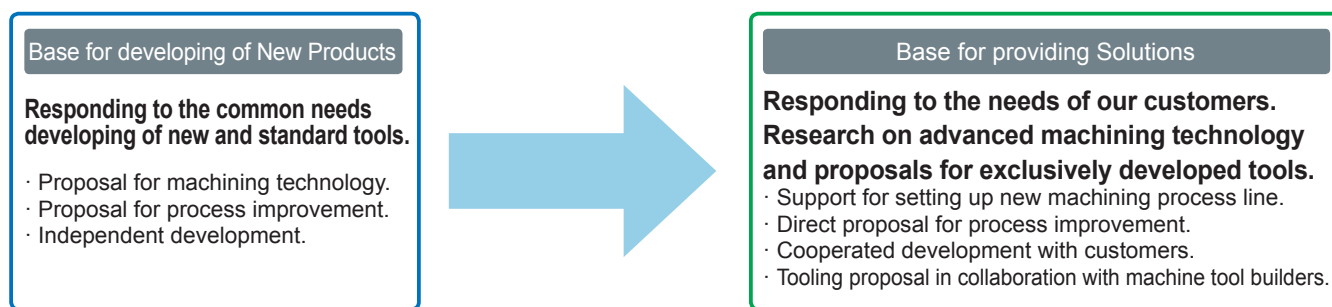 Base for developing of New Products
Responding to the common needs
developing of new and standard tools.
· Proposal for machining technology.
· Proposal for process improvement.
· Independent development.
Base for providing Solutions
Responding to the needs of our customers.
Research on advanced machining technology
and proposals for exclusively developed tools.
· Support for setting up new machining process line.
· Direct proposal for process improvement.
· Cooperated development with customers.
· Tooling proposal in collaboration with machine tool builders.